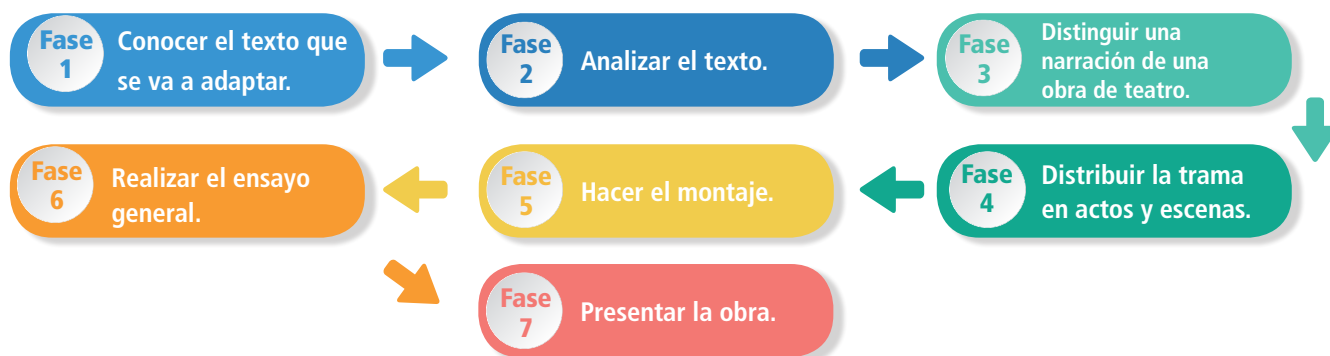 Fase
1
Conocer el texto que
se va a adaptar.
Fase
2
Analizar el texto.
Fase
3
Distinguir una
narración de una
obra de teatro.
Fase
4
Distribuir la trama
en actos y escenas.
Fase
5
Hacer el montaje.
Fase
6
Realizar el ensayo
general.
Fase
7
Presentar la obra.